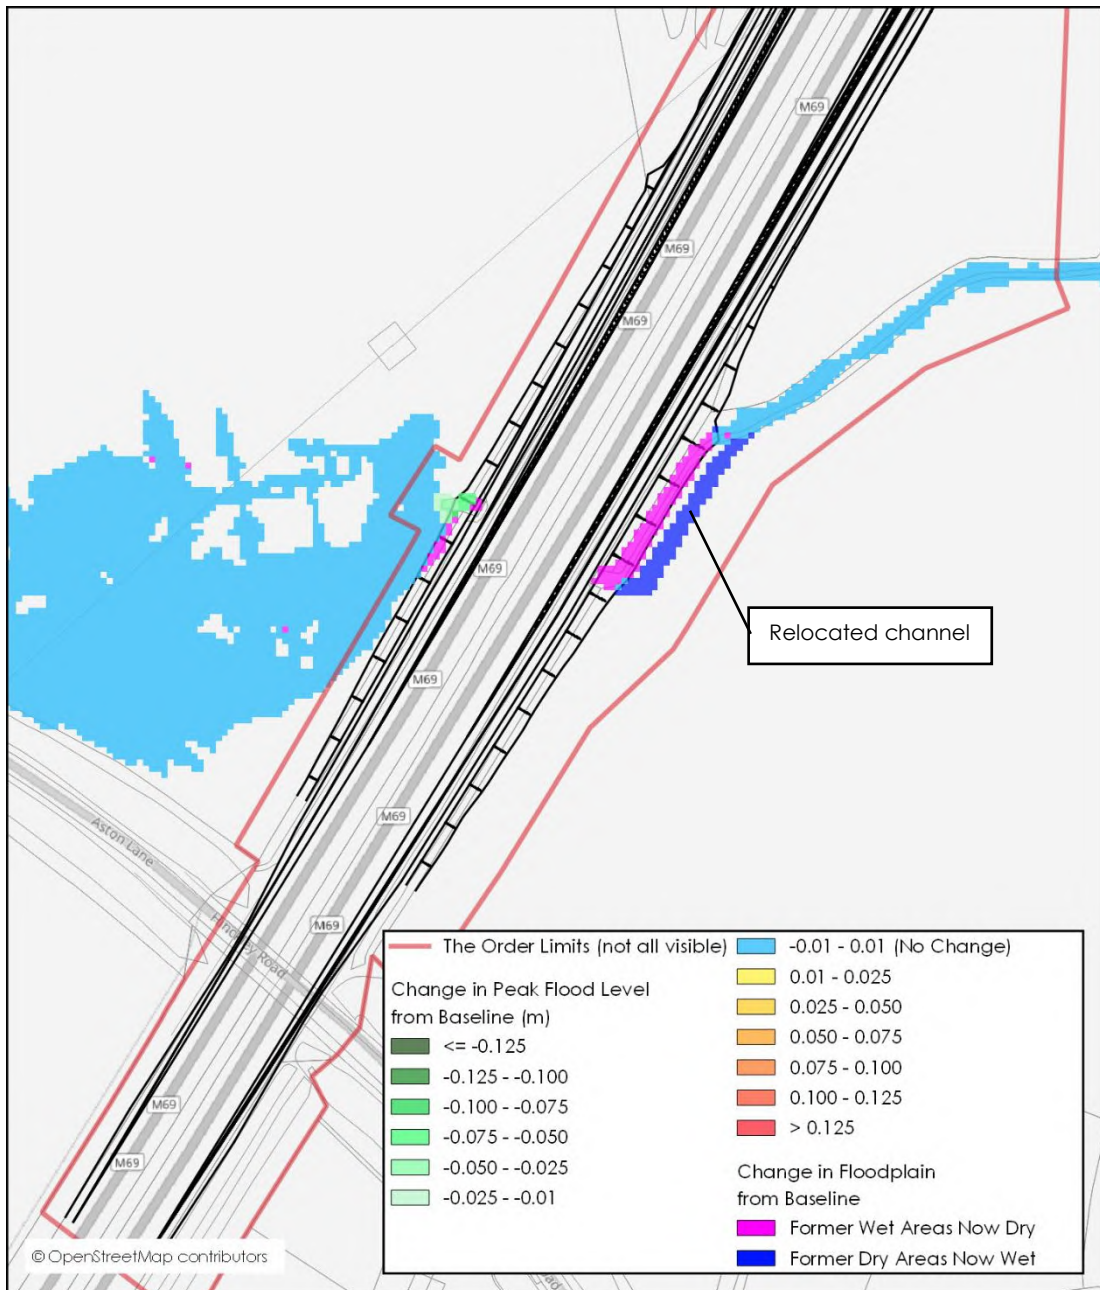 M69
M69
M69
M69
Relocated channel
M69
M69
Aston Lane
Hinckley Road
M69
The Order Limits (not all visible)
Change in Peak Flood Level
from Baseline (m)
<= -0.125
-0.125 - -0.100
-0.100 - -0.075
-0.075 - -0.050
-0.050 - -0.025
-0.025 - -0.01
-0.01 - 0.01 (No Change)
0.01 - 0.025
0.025 - 0.050
0.050 - 0.075
0.075 - 0.100
0.100 - 0.125
> 0.125
Change in Floodplain
from Baseline
Former Wet Areas Now Dry
Former Dry Areas Now Wet
M69
M69
© OpenStreetMap contributors